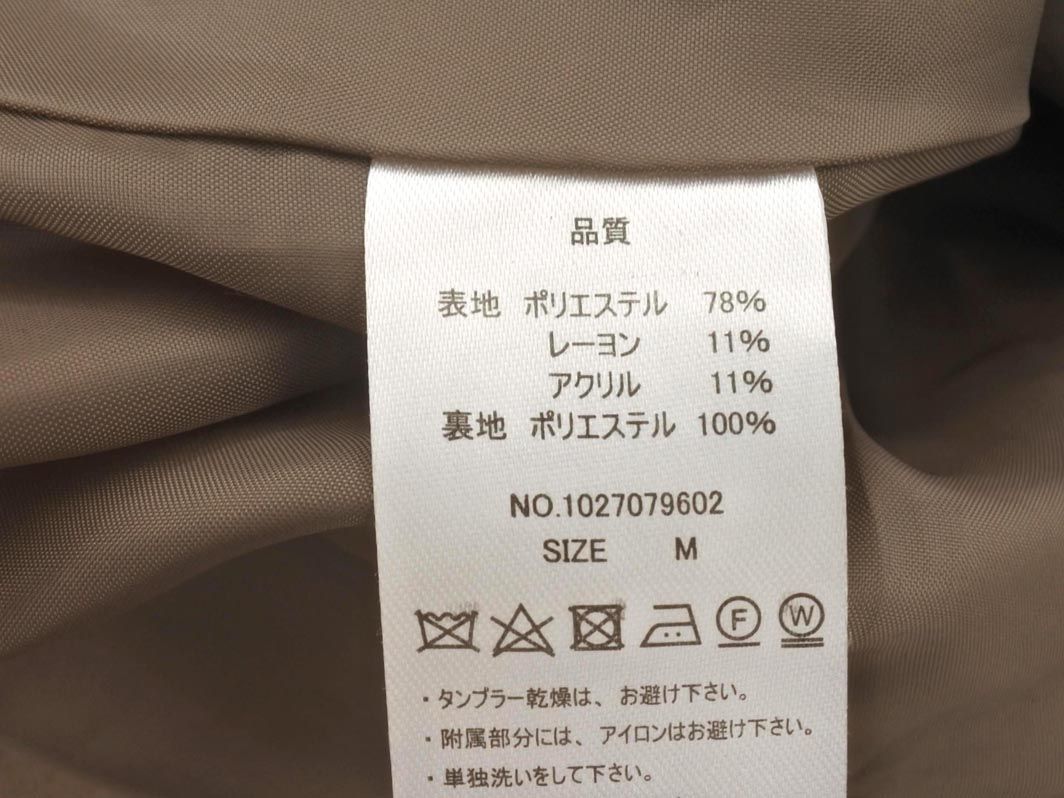 品質
表地 ポリエステル 78%
レーヨン 11%
アクリル 11%
裏地 ポリエステル 100%
NO.1027079602
SIZE M
F W
・タンブラー乾燥は、お避け下さい。
・附属部分には、アイロンはお避け下さい。
・単独洗いをして下さい。